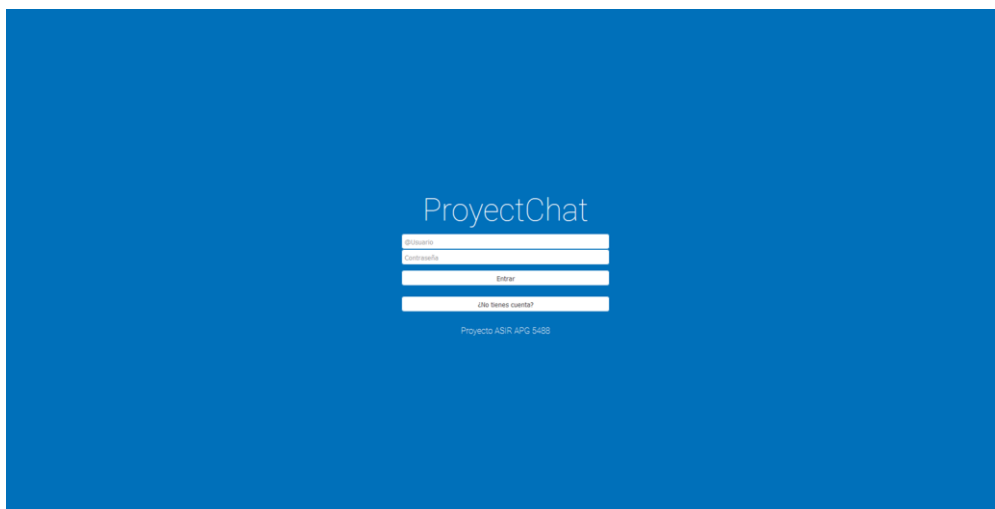 ProyectChat
@Usuario
Contraseña
Entrar
¿No tienes cuenta?
Proyecto ASIR APG 5488